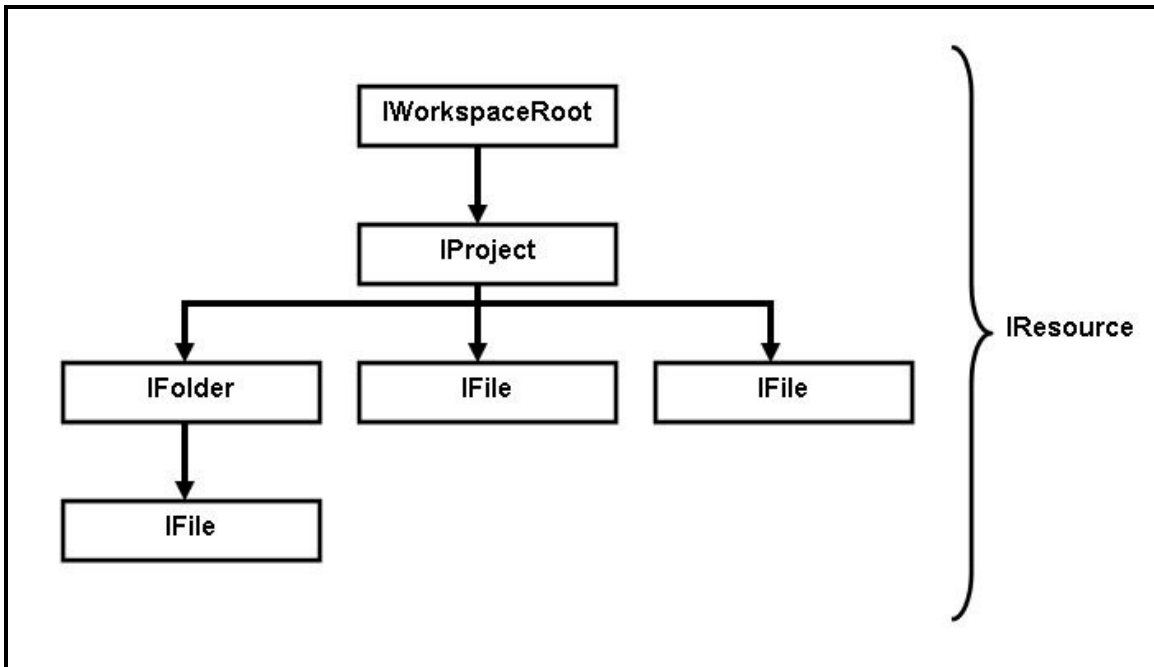 IWorkspaceRoot
IProject
IResource
IFolder
IFile
IFile
IFile